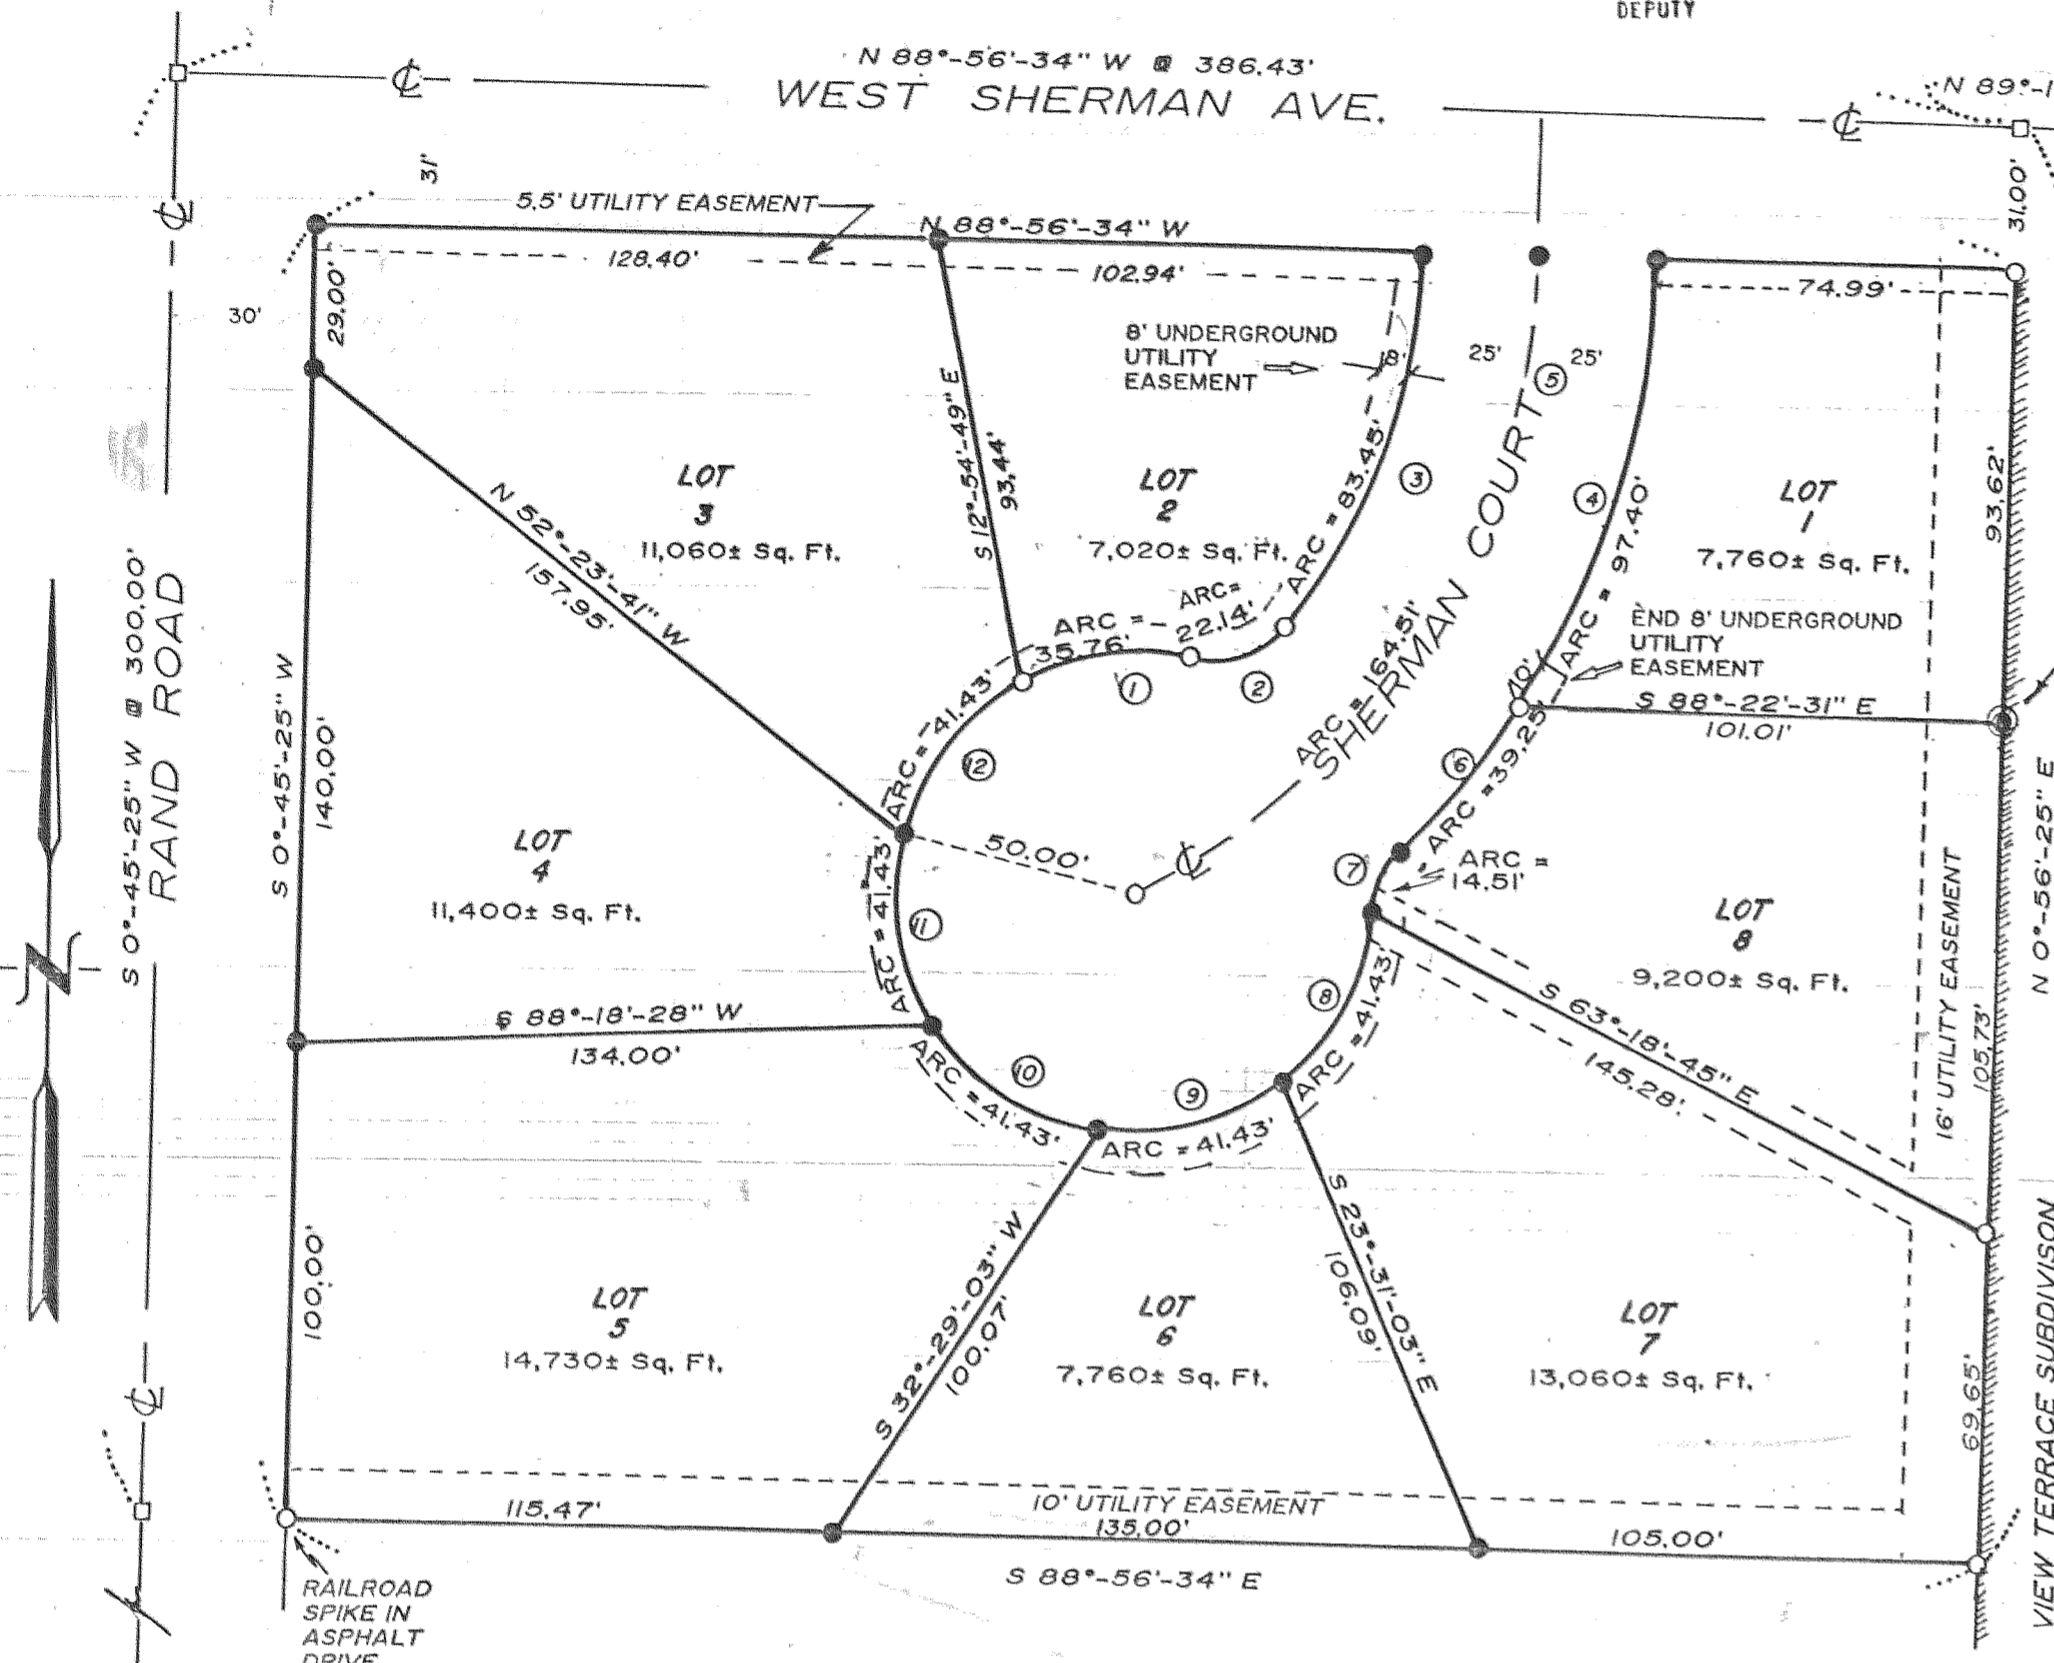 DEPUTY
N 88°-56'-34" W @ 386.43'
WEST SHERMAN AVE.
℄
℄
N 89°-1
31'
31.00'
℄
5.5' UTILITY EASEMENT
N 88°-56'-34" W
128.40'
102.94'
74.99'
30'
29.00'
8' UNDERGROUND
UTILITY
EASEMENT
8'
25'
25'
5
S 12°-54'-49" E
93.44'
LOT
3
11,060± Sq. Ft.
LOT
2
7,020± Sq. Ft.
ARC = 83.45'
3
4
ARC = 97.40'
LOT
1
7,760± Sq. Ft.
93.62'
N 52°-23'-41" W
157.95'
ARC =
35.76'
ARC=
22.14'
1
2
SHERMAN COURT
ARC = 164.51'
END 8' UNDERGROUND
UTILITY
EASEMENT
10'
S 88°-22'-31" E
101.01'
S 0°-45'-25" W @ 300.00'
RAND ROAD
S 0°-45'-25" W
140.00'
ARC = 41.43'
12
6
ARC = 39.25'
LOT
4
11,400± Sq. Ft.
50.00'
℄
7
ARC =
14.51'
ARC = 41.43'
11
LOT
8
9,200± Sq. Ft.
16' UTILITY EASEMENT
N 0°-56'-25" E
105.73'
N
S 88°-18'-28" W
134.00'
8
ARC = 41.43'
S 63°-18'-45" E
145.28'
10
ARC = 41.43'
9
ARC = 41.43'
100.00'
LOT
5
14,730± Sq. Ft.
S 32°-29'-03" W
100.07'
LOT
6
7,760± Sq. Ft.
S 23°-31'-03" E
106.09'
LOT
7
13,060± Sq. Ft.
69.65'
VIEW TERRACE SUBDIVISON
℄
115.47'
10' UTILITY EASEMENT
135.00'
105.00'
S 88°-56'-34" E
RAILROAD
SPIKE IN
ASPHALT
DRIVE